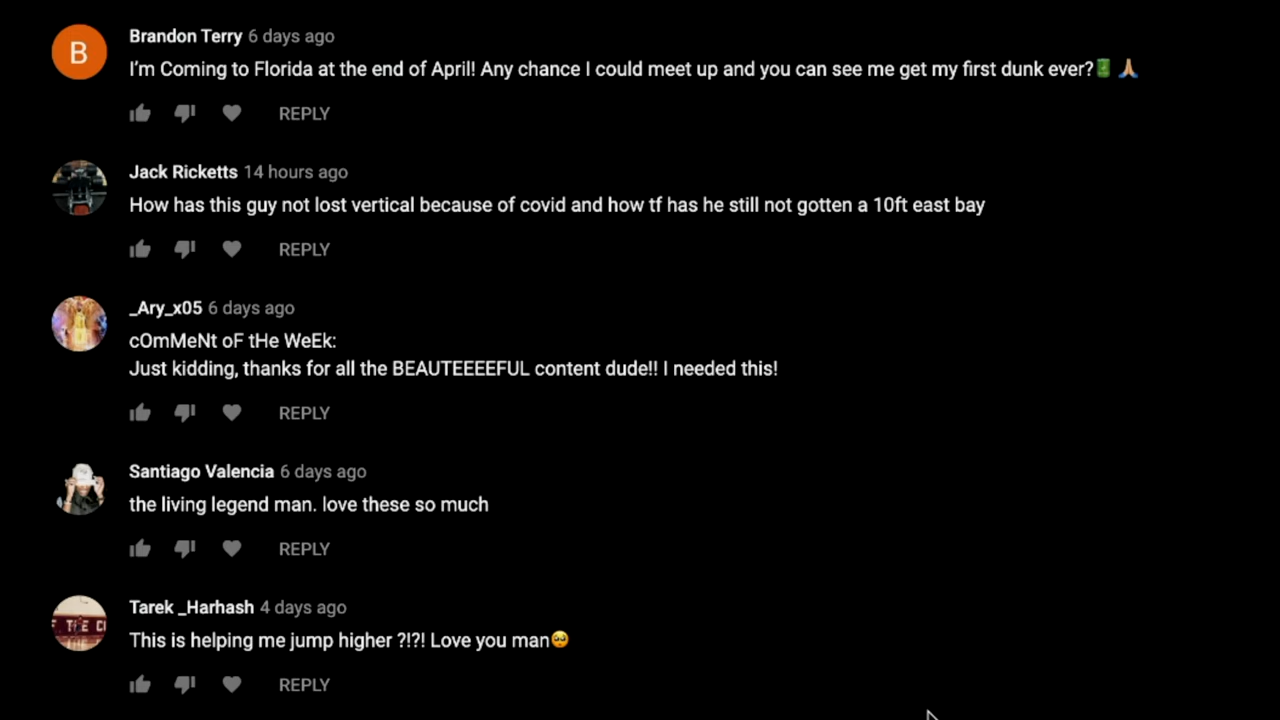 B
Brandon Terry 6 days ago
I'm Coming to Florida at the end of April! Any chance I could meet up and you can see me get my first dunk ever?🔋🙏🏼
REPLY
Jack Ricketts 14 hours ago
How has this guy not lost vertical because of covid and how tf has he still not gotten a 10ft east bay
REPLY
_Ary_x05 6 days ago
cOmMeNt oF tHe WeEk:
Just kidding, thanks for all the BEAUTEEEEFUL content dude!! I needed this!
REPLY
Santiago Valencia 6 days ago
the living legend man. love these so much
REPLY
Tarek _Harhash 4 days ago
F THE C
This is helping me jump higher ?!?! Love you man🥺
REPLY